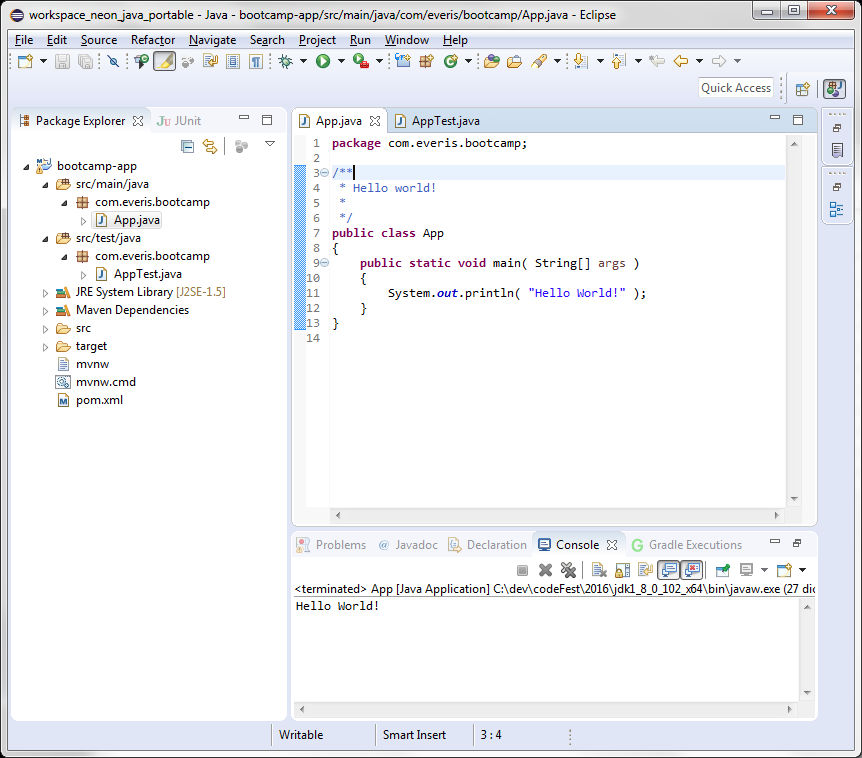 workspace_neon_java_portable - Java - bootcamp-app/src/main/java/com/everis/bootcamp/App.java - Eclipse
File Edit Source Refactor Navigate Search Project Run Window Help
Quick Access
Package Explorer JUnit
bootcamp-app
src/main/java
com.everis.bootcamp
App.java
src/test/java
com.everis.bootcamp
AppTest.java
JRE System Library [J2SE-1.5]
Maven Dependencies
src
target
mvnw
mvnw.cmd
pom.xml
App.java AppTest.java
1 package com.everis.bootcamp;
2
3 /**
4 * Hello world!
5 *
6 */
7 public class App
8 {
9 public static void main( String[] args )
10 {
11 System.out.println( "Hello World!" );
12 }
13 }
14
Problems @ Javadoc Declaration Console Gradle Executions
<terminated> App [Java Application] C:\dev\codeFest\2016\jdk1_8_0_102_x64\bin\javaw.exe (27 dic
Hello World!
Writable Smart Insert 3 : 4